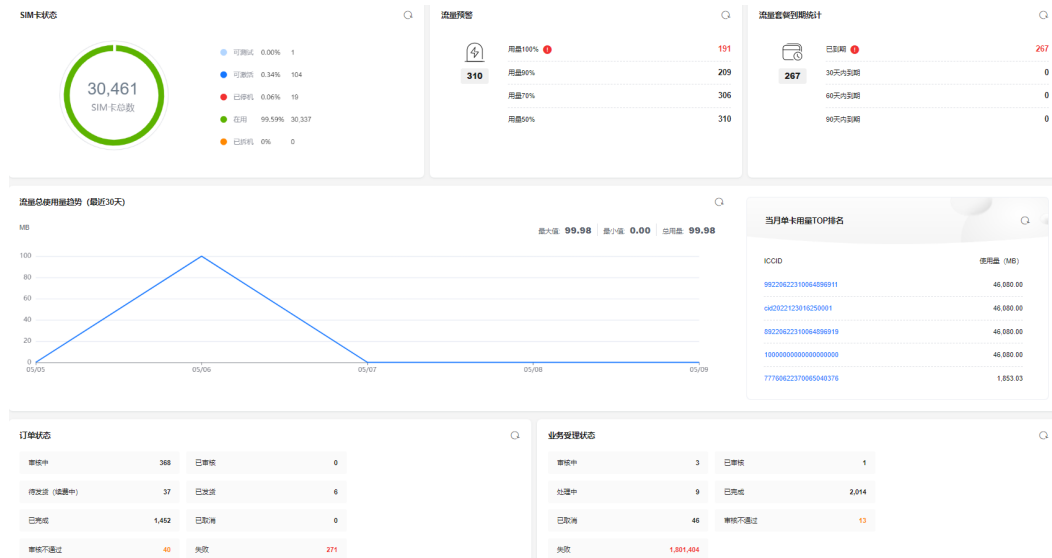 SIM卡状态
30,461
SIM卡总数
可测试 0.00% 1
可激活 0.34% 104
已停机 0.06% 19
在用 99.59% 30,337
已拆机 0% 0
流量预警
310
用量100% 191
用量90% 209
用量70% 306
用量50% 310
流量套餐到期统计
267
已到期 267
30天内到期 0
60天内到期 0
90天内到期 0
流量总使用量趋势（最近30天）
MB
最大值: 99.98 最小值: 0.00 总用量: 99.98
100
80
60
40
20
0
05/05 05/06 05/07 05/08 05/09
当月单卡用量TOP排名
ICCID 使用量（MB）
99220622310064896911 46,080.00
cid2022123016250001 46,080.00
89220622310064896919 46,080.00
10000000000000000000 46,080.00
77760622370065040376 1,853.03
订单状态
审核中 368 已审核 0
待发货（续费中） 37 已发货 6
已完成 1,452 已取消 0
审核不通过 40 失败 271
业务受理状态
审核中 3 已审核 1
处理中 9 已完成 2,014
已取消 46 审核不通过 13
失败 1,801,404